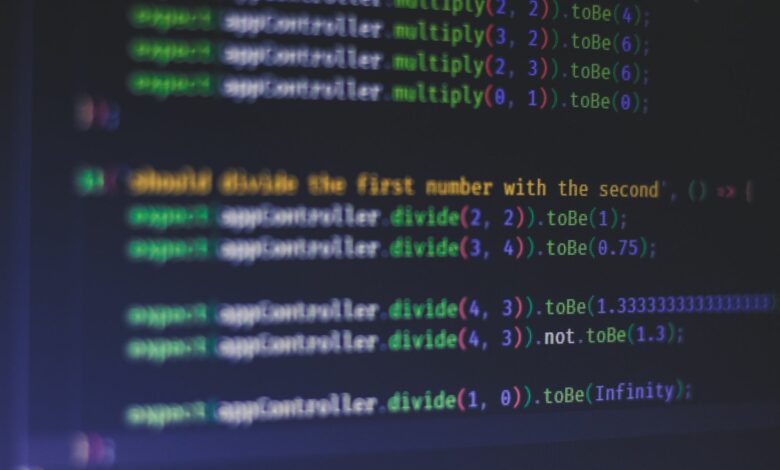 expect(appController.multiply(2, 2)).toBe(4);
expect(appController.multiply(3, 2)).toBe(6);
expect(appController.multiply(2, 3)).toBe(6);
expect(appController.multiply(0, 1)).toBe(0);
});
it('should divide the first number with the second', () => {
expect(appController.divide(2, 2)).toBe(1);
expect(appController.divide(3, 4)).toBe(0.75);
expect(appController.divide(4, 3)).toBe(1.3333333333333333)
expect(appController.divide(4, 3)).not.toBe(1.3);
expect(appController.divide(1, 0)).toBe(Infinity);
});